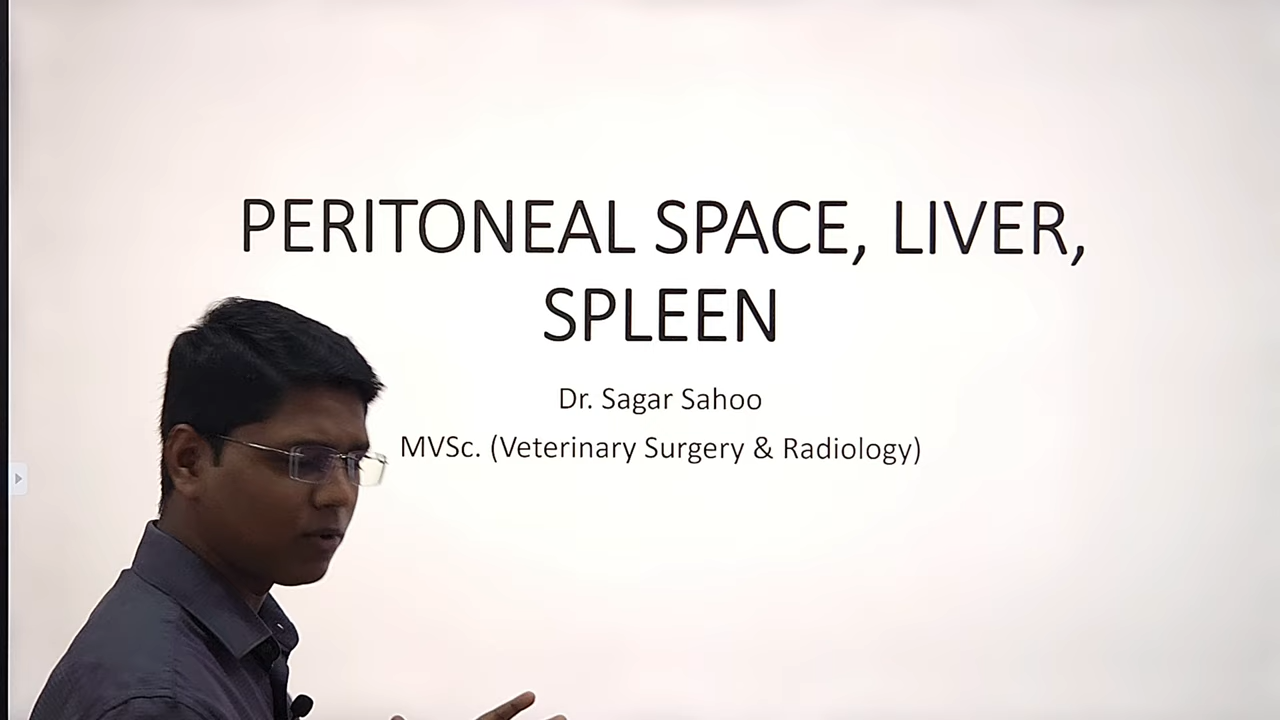 PERITONEAL SPACE, LIVER,
SPLEEN
Dr. Sagar Sahoo
MVSc. (Veterinary Surgery & Radiology)